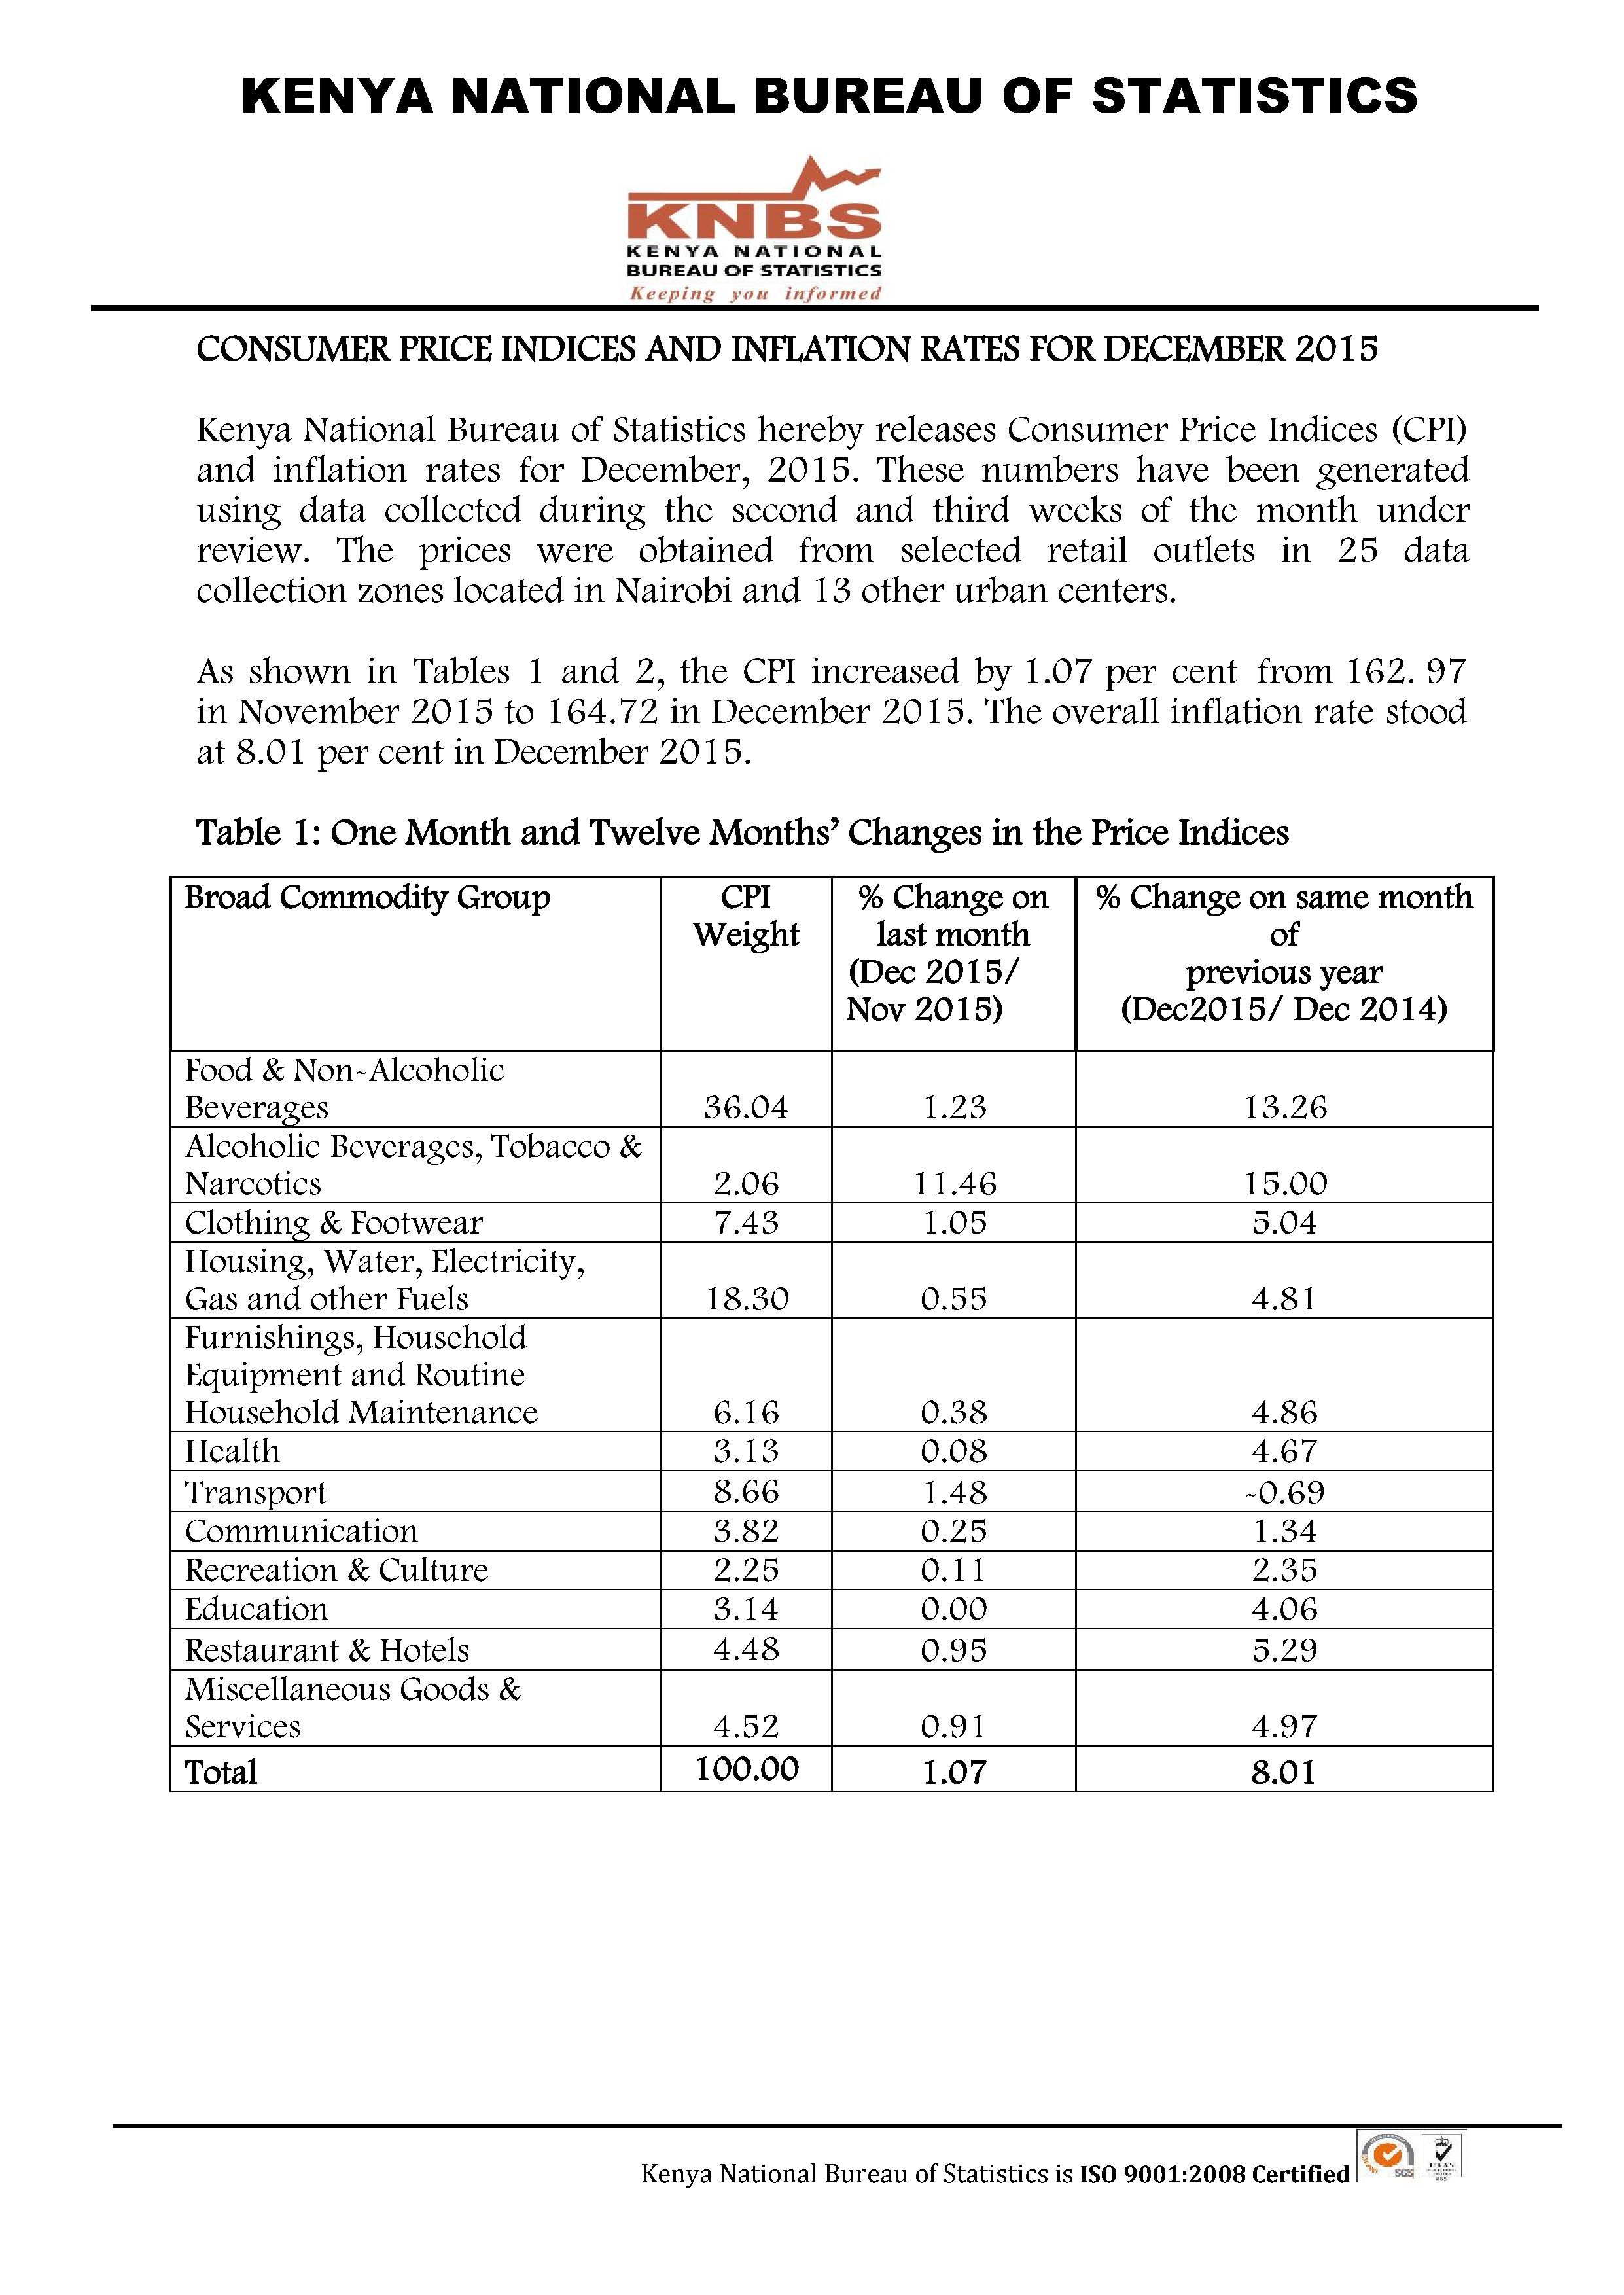 KENYA NATIONAL BUREAU OF STATISTICS
KNBS
KENYA NATIONAL
BUREAU OF STATISTICS
Keeping you informed
CONSUMER PRICE INDICES AND INFLATION RATES FOR DECEMBER 2015
Kenya National Bureau of Statistics hereby releases Consumer Price Indices (CPI)
and inflation rates for December, 2015. These numbers have been generated
using data collected during the second and third weeks of the month under
review. The prices were obtained from selected retail outlets in 25 data
collection zones located in Nairobi and 13 other urban centers.
As shown in Tables 1 and 2, the CPI increased by 1.07 per cent from 162. 97
in November 2015 to 164.72 in December 2015. The overall inflation rate stood
at 8.01 per cent in December 2015.
Table 1: One Month and Twelve Months’ Changes in the Price Indices
Broad Commodity Group CPI % Change on % Change on same month
Weight last month of
(Dec 2015/ previous year
Nov 2015) (Dec2015/ Dec 2014)
Food & Non-Alcoholic
Beverages 36.04 1.23 13.26
Alcoholic Beverages, Tobacco &
Narcotics 2.06 11.46 15.00
Clothing & Footwear 7.43 1.05 5.04
Housing, Water, Electricity,
Gas and other Fuels 18.30 0.55 4.81
Furnishings, Household
Equipment and Routine
Household Maintenance 6.16 0.38 4.86
Health 3.13 0.08 4.67
Transport 8.66 1.48 -0.69
Communication 3.82 0.25 1.34
Recreation & Culture 2.25 0.11 2.35
Education 3.14 0.00 4.06
Restaurant & Hotels 4.48 0.95 5.29
Miscellaneous Goods &
Services 4.52 0.91 4.97
Total 100.00 1.07 8.01
Kenya National Bureau of Statistics is ISO 9001:2008 Certified
SGS
UKAS